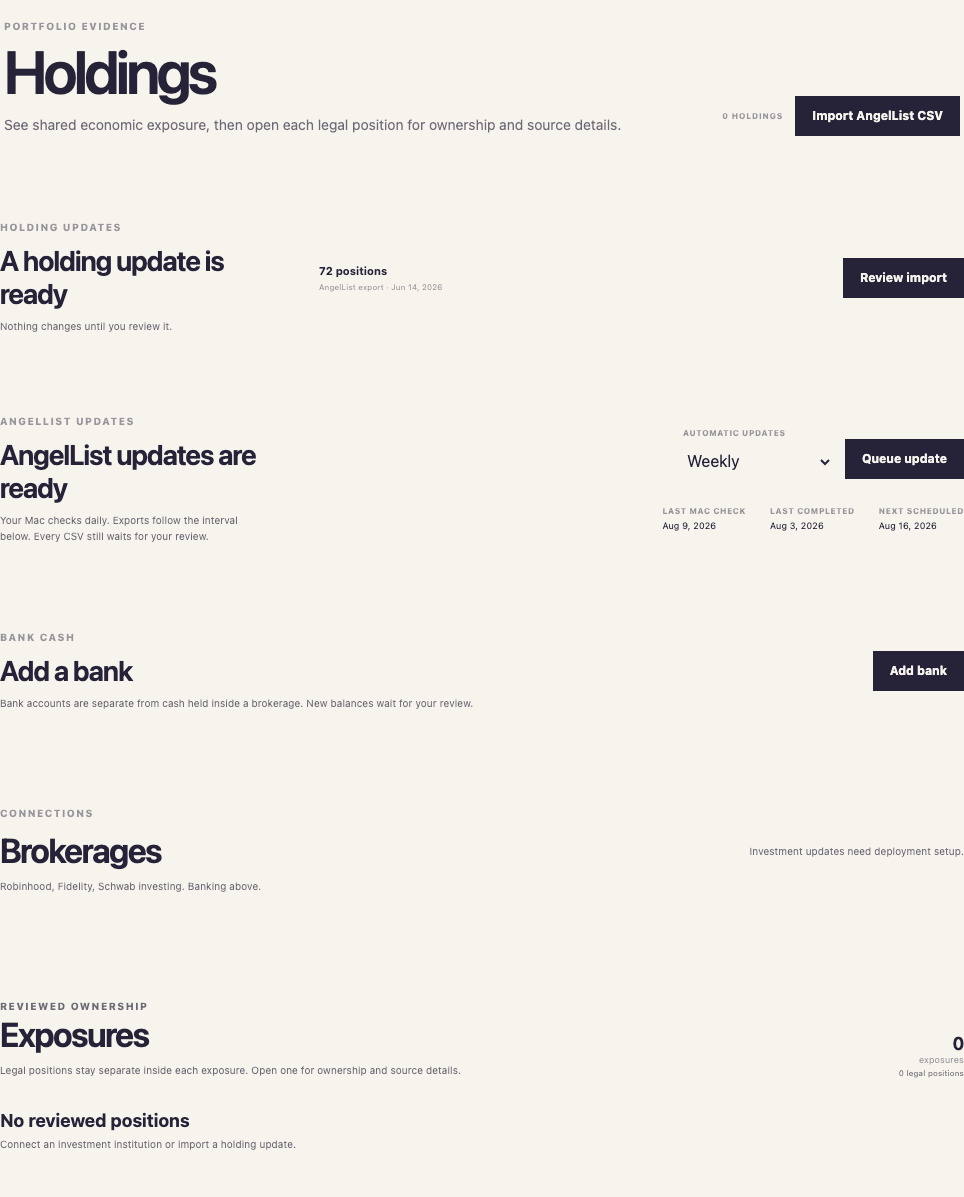 PORTFOLIO EVIDENCE
Holdings
See shared economic exposure, then open each legal position for ownership and source details.
0 HOLDINGS
Import AngelList CSV
HOLDING UPDATES
A holding update is
ready
Nothing changes until you review it.
72 positions
AngelList export · Jun 14, 2026
Review import
ANGELLIST UPDATES
AngelList updates are
ready
Your Mac checks daily. Exports follow the interval
below. Every CSV still waits for your review.
AUTOMATIC UPDATES
Weekly
Queue update
LAST MAC CHECK
Aug 9, 2026
LAST COMPLETED
Aug 3, 2026
NEXT SCHEDULED
Aug 16, 2026
BANK CASH
Add a bank
Bank accounts are separate from cash held inside a brokerage. New balances wait for your review.
Add bank
CONNECTIONS
Brokerages
Robinhood, Fidelity, Schwab investing. Banking above.
Investment updates need deployment setup.
REVIEWED OWNERSHIP
Exposures
Legal positions stay separate inside each exposure. Open one for ownership and source details.
0
exposures
0 legal positions
No reviewed positions
Connect an investment institution or import a holding update.